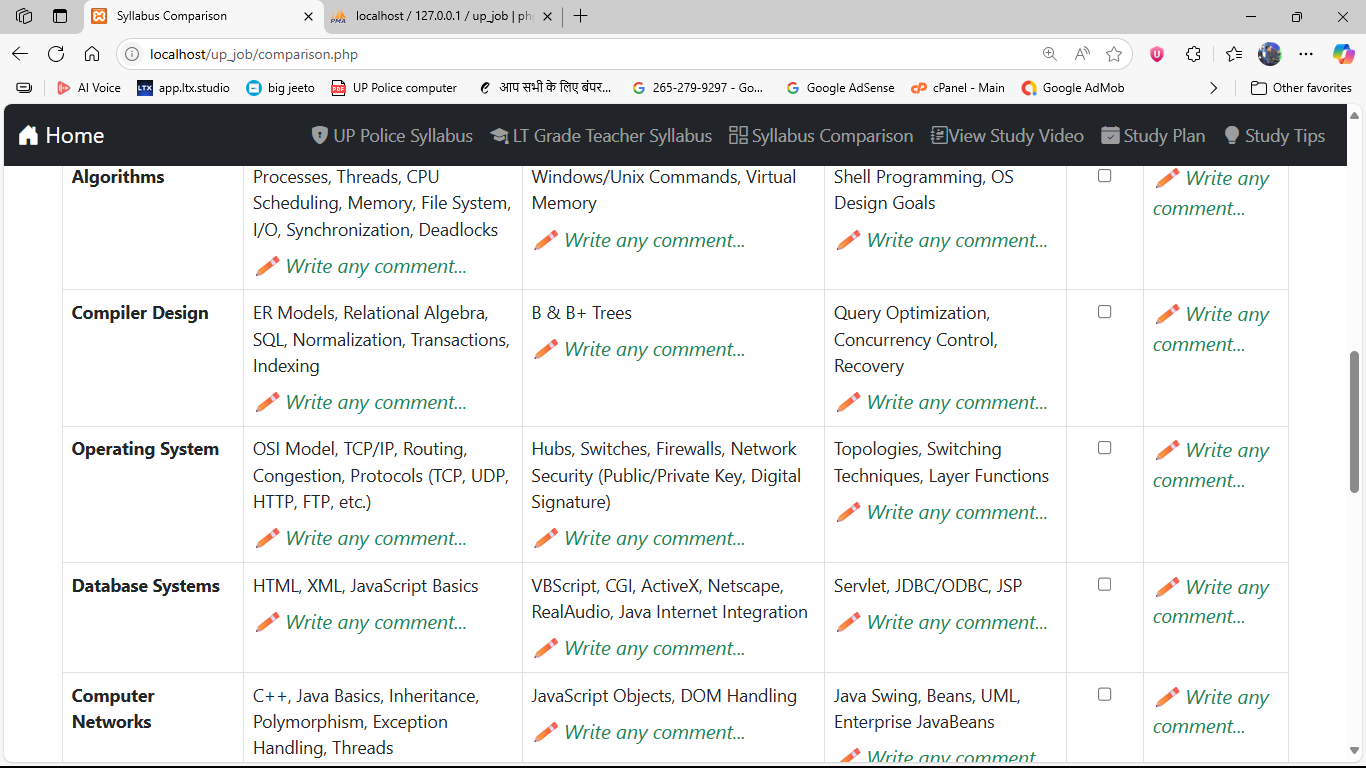 Syllabus Comparison
localhost / 127.0.0.1 / up_job | ph
localhost/up_job/comparison.php
AI Voice
app.ltx.studio
big jeeto
UP Police computer
आप सभी के लिए बंपर...
265-279-9297 - Go...
Google AdSense
cPanel - Main
Google AdMob
Other favorites
Home
UP Police Syllabus
LT Grade Teacher Syllabus
Syllabus Comparison
View Study Video
Study Plan
Study Tips
Algorithms
Processes, Threads, CPU
Scheduling, Memory, File System,
I/O, Synchronization, Deadlocks
Write any comment...
Windows/Unix Commands, Virtual
Memory
Write any comment...
Shell Programming, OS
Design Goals
Write any comment...
Write any
comment...
Compiler Design
ER Models, Relational Algebra,
SQL, Normalization, Transactions,
Indexing
Write any comment...
B & B+ Trees
Write any comment...
Query Optimization,
Concurrency Control,
Recovery
Write any comment...
Write any
comment...
Operating System
OSI Model, TCP/IP, Routing,
Congestion, Protocols (TCP, UDP,
HTTP, FTP, etc.)
Write any comment...
Hubs, Switches, Firewalls, Network
Security (Public/Private Key, Digital
Signature)
Write any comment...
Topologies, Switching
Techniques, Layer Functions
Write any comment...
Write any
comment...
Database Systems
HTML, XML, JavaScript Basics
Write any comment...
VBScript, CGI, ActiveX, Netscape,
RealAudio, Java Internet Integration
Write any comment...
Servlet, JDBC/ODBC, JSP
Write any comment...
Write any
comment...
Computer
Networks
C++, Java Basics, Inheritance,
Polymorphism, Exception
Handling, Threads
JavaScript Objects, DOM Handling
Write any comment...
Java Swing, Beans, UML,
Enterprise JavaBeans
Write any comment
Write any
comment...